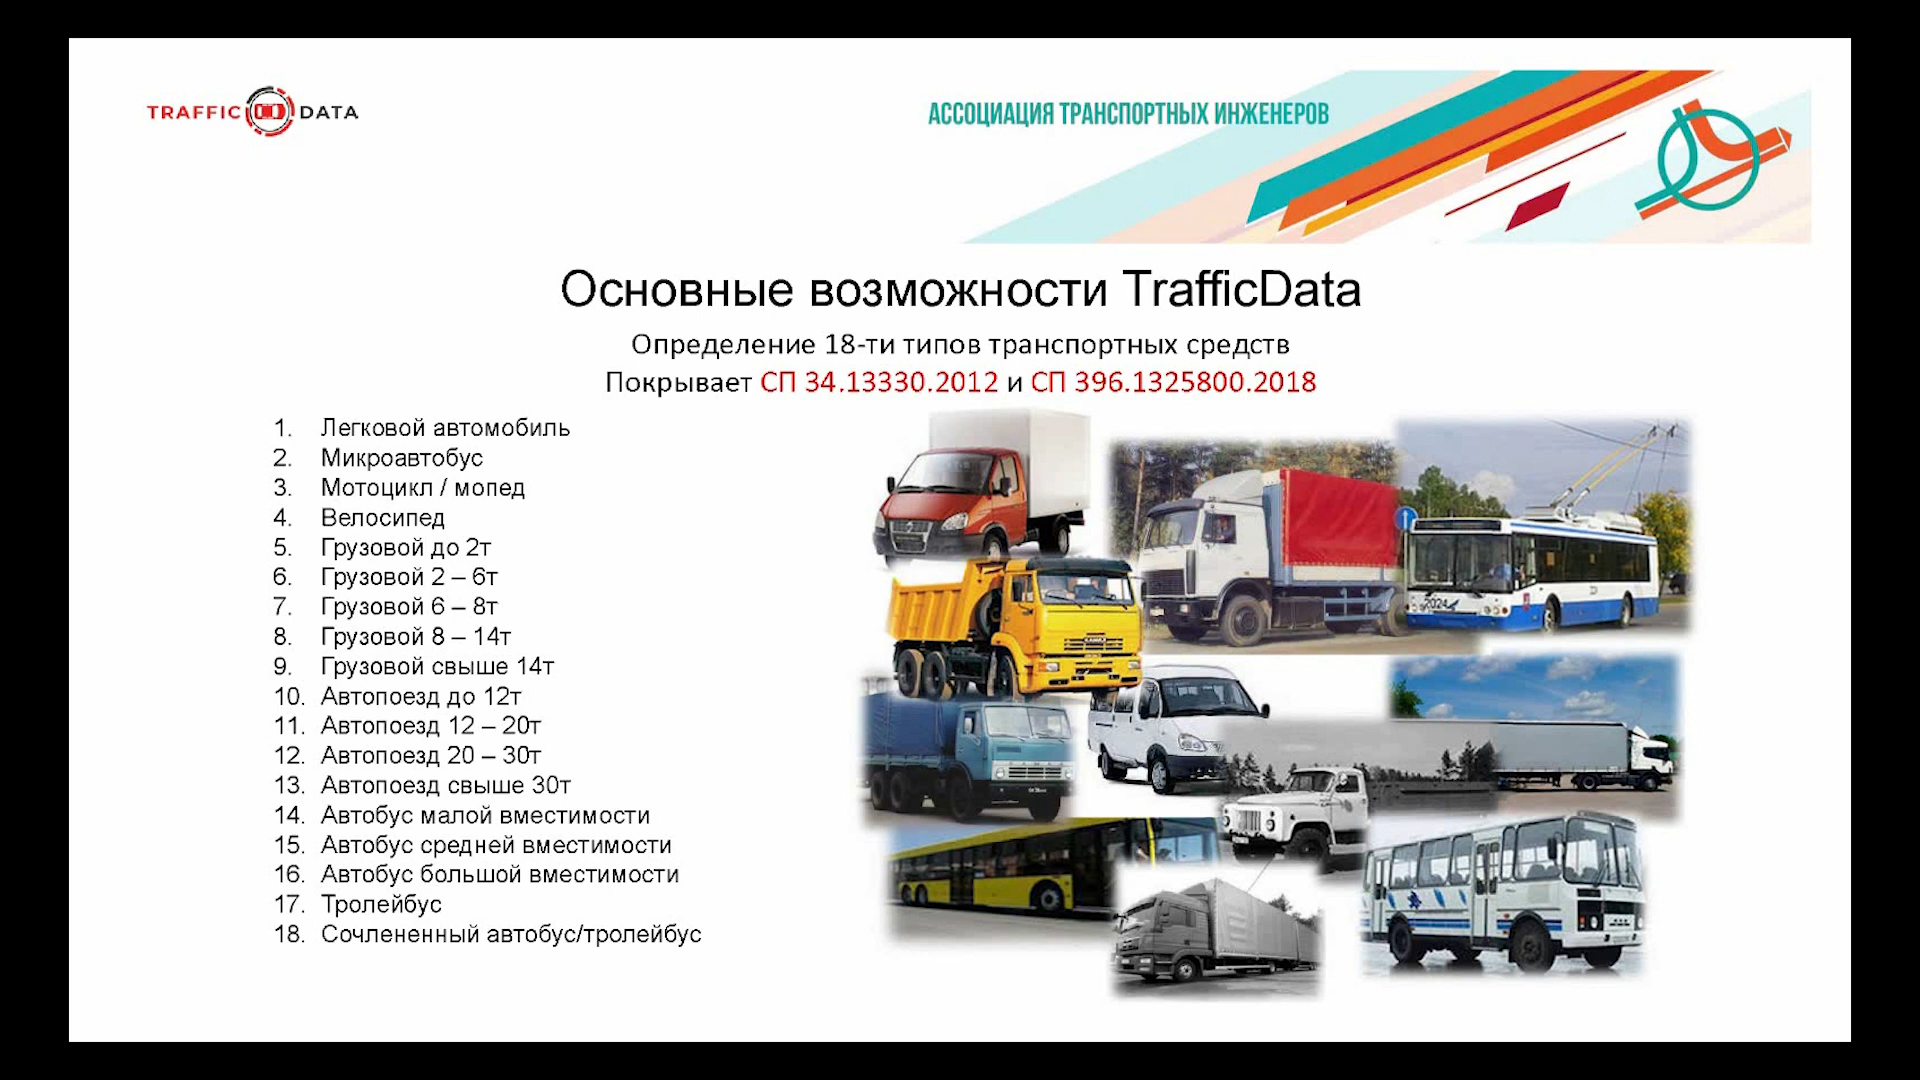 TRAFFIC DATA
АССОЦИАЦИЯ ТРАНСПОРТНЫХ ИНЖЕНЕРОВ
Основные возможности TrafficData
Определение 18-ти типов транспортных средств
Покрывает СП 34.13330.2012 и СП 396.1325800.2018
1. Легковой автомобиль
2. Микроавтобус
3. Мотоцикл / мопед
4. Велосипед
5. Грузовой до 2т
6. Грузовой 2 – 6т
7. Грузовой 6 – 8т
8. Грузовой 8 – 14т
9. Грузовой свыше 14т
10. Автопоезд до 12т
11. Автопоезд 12 – 20т
12. Автопоезд 20 – 30т
13. Автопоезд свыше 30т
14. Автобус малой вместимости
15. Автобус средней вместимости
16. Автобус большой вместимости
17. Тролейбус
18. Сочлененный автобус/тролейбус
2024